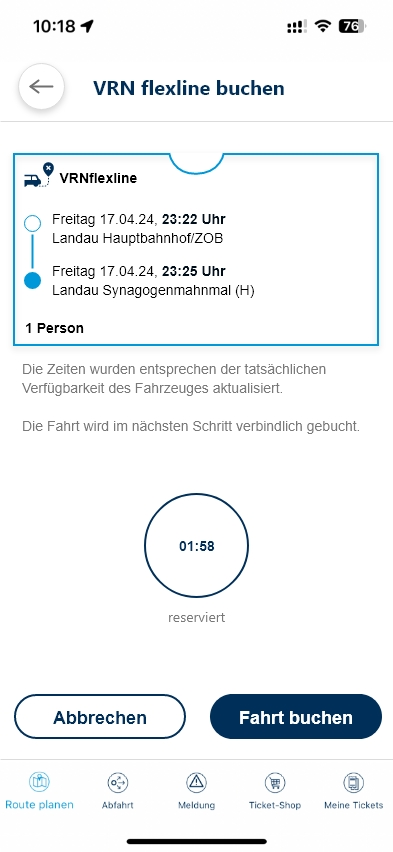 10:18
76
VRN flexline buchen
VRNflexline
Freitag 17.04.24, 23:22 Uhr
Landau Hauptbahnhof/ZOB
Freitag 17.04.24, 23:25 Uhr
Landau Synagogenmahnmal (H)
1 Person
Die Zeiten wurden entsprechen der tatsächlichen
Verfügbarkeit des Fahrzeuges aktualisiert.
Die Fahrt wird im nächsten Schritt verbindlich gebucht.
01:58
reserviert
Abbrechen
Fahrt buchen
Route planen
Abfahrt
Meldung
Ticket-Shop
Meine Tickets